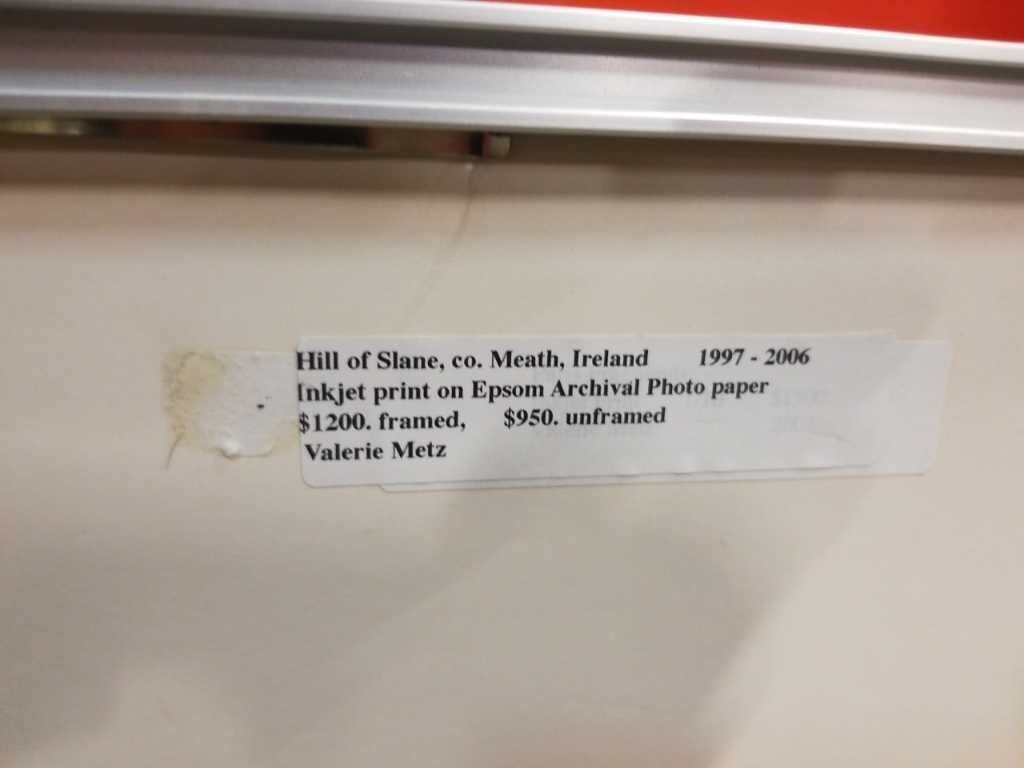 Hill of Slane, co. Meath, Ireland 1997 - 2006
Inkjet print on Epsom Archival Photo paper
$1200. framed, $950. unframed
Valerie Metz